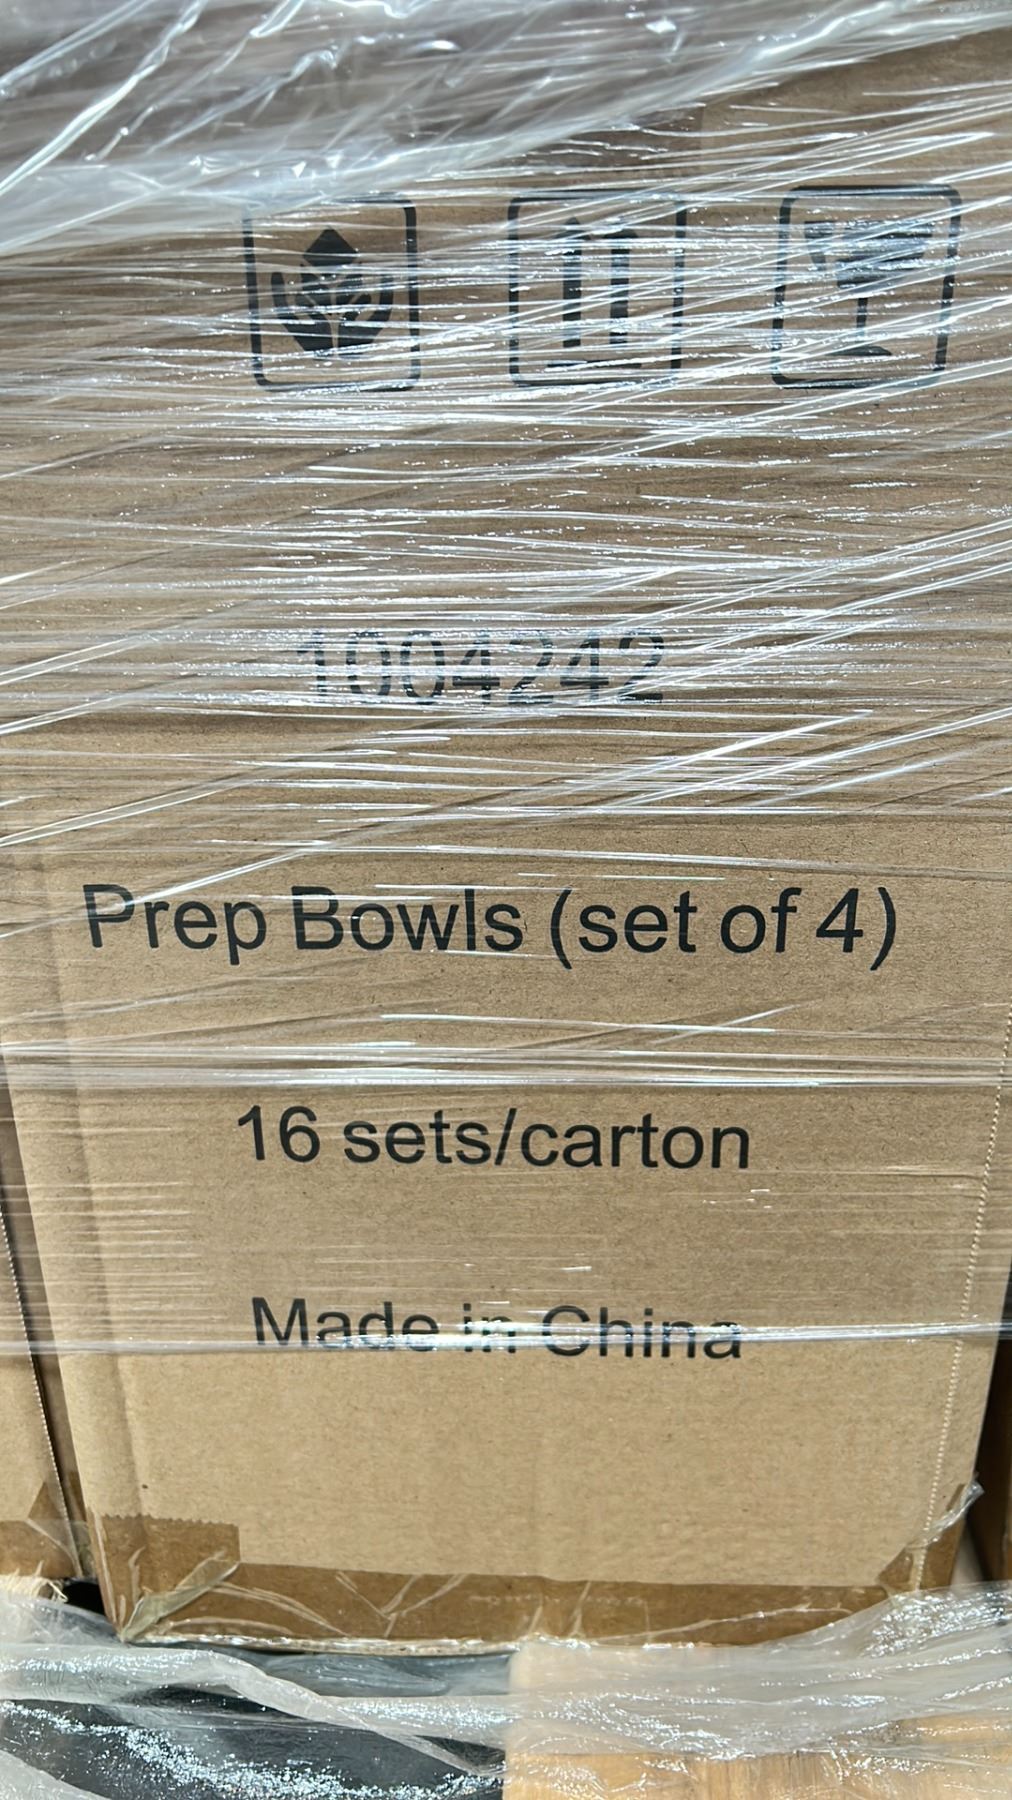 1004242
Prep Bowls (set of 4)
16 sets/carton
Made in China